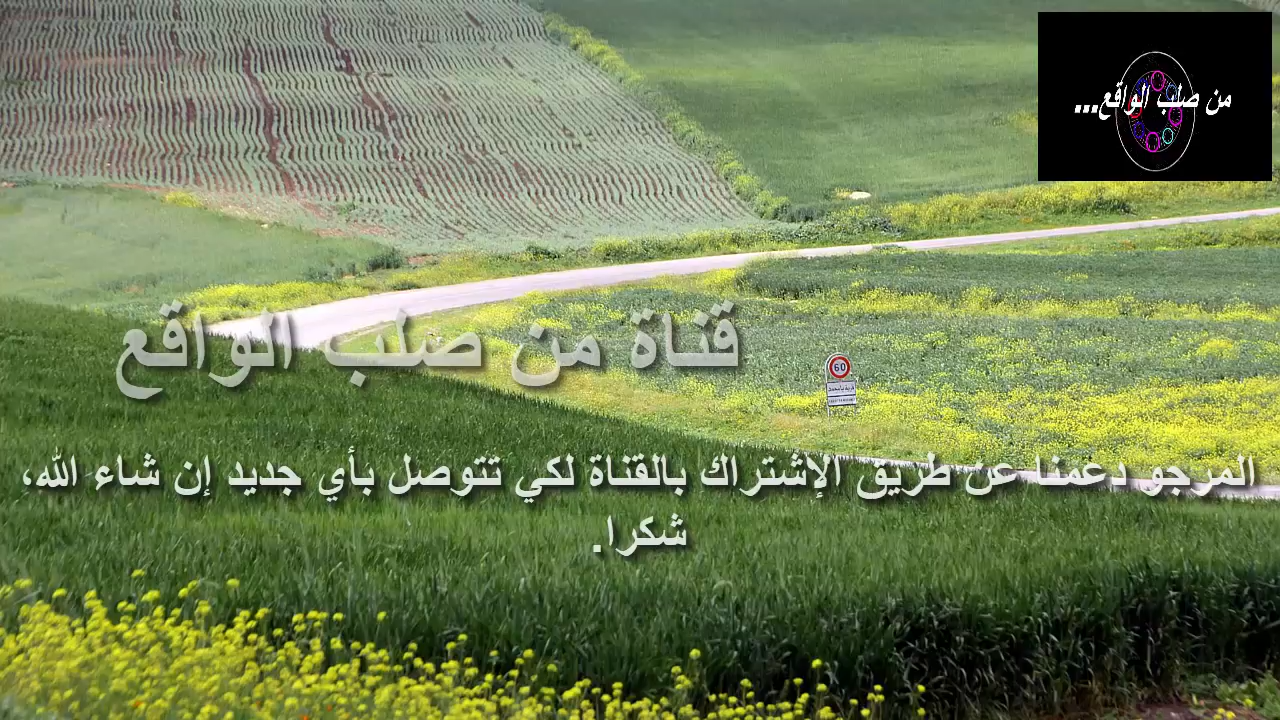 من صلب الواقع...
قناة من صلب الواقع
60
المرجو دعمنا عن طريق الإشتراك بالقناة لكي تتوصل بأي جديد إن شاء الله،
شكرا.